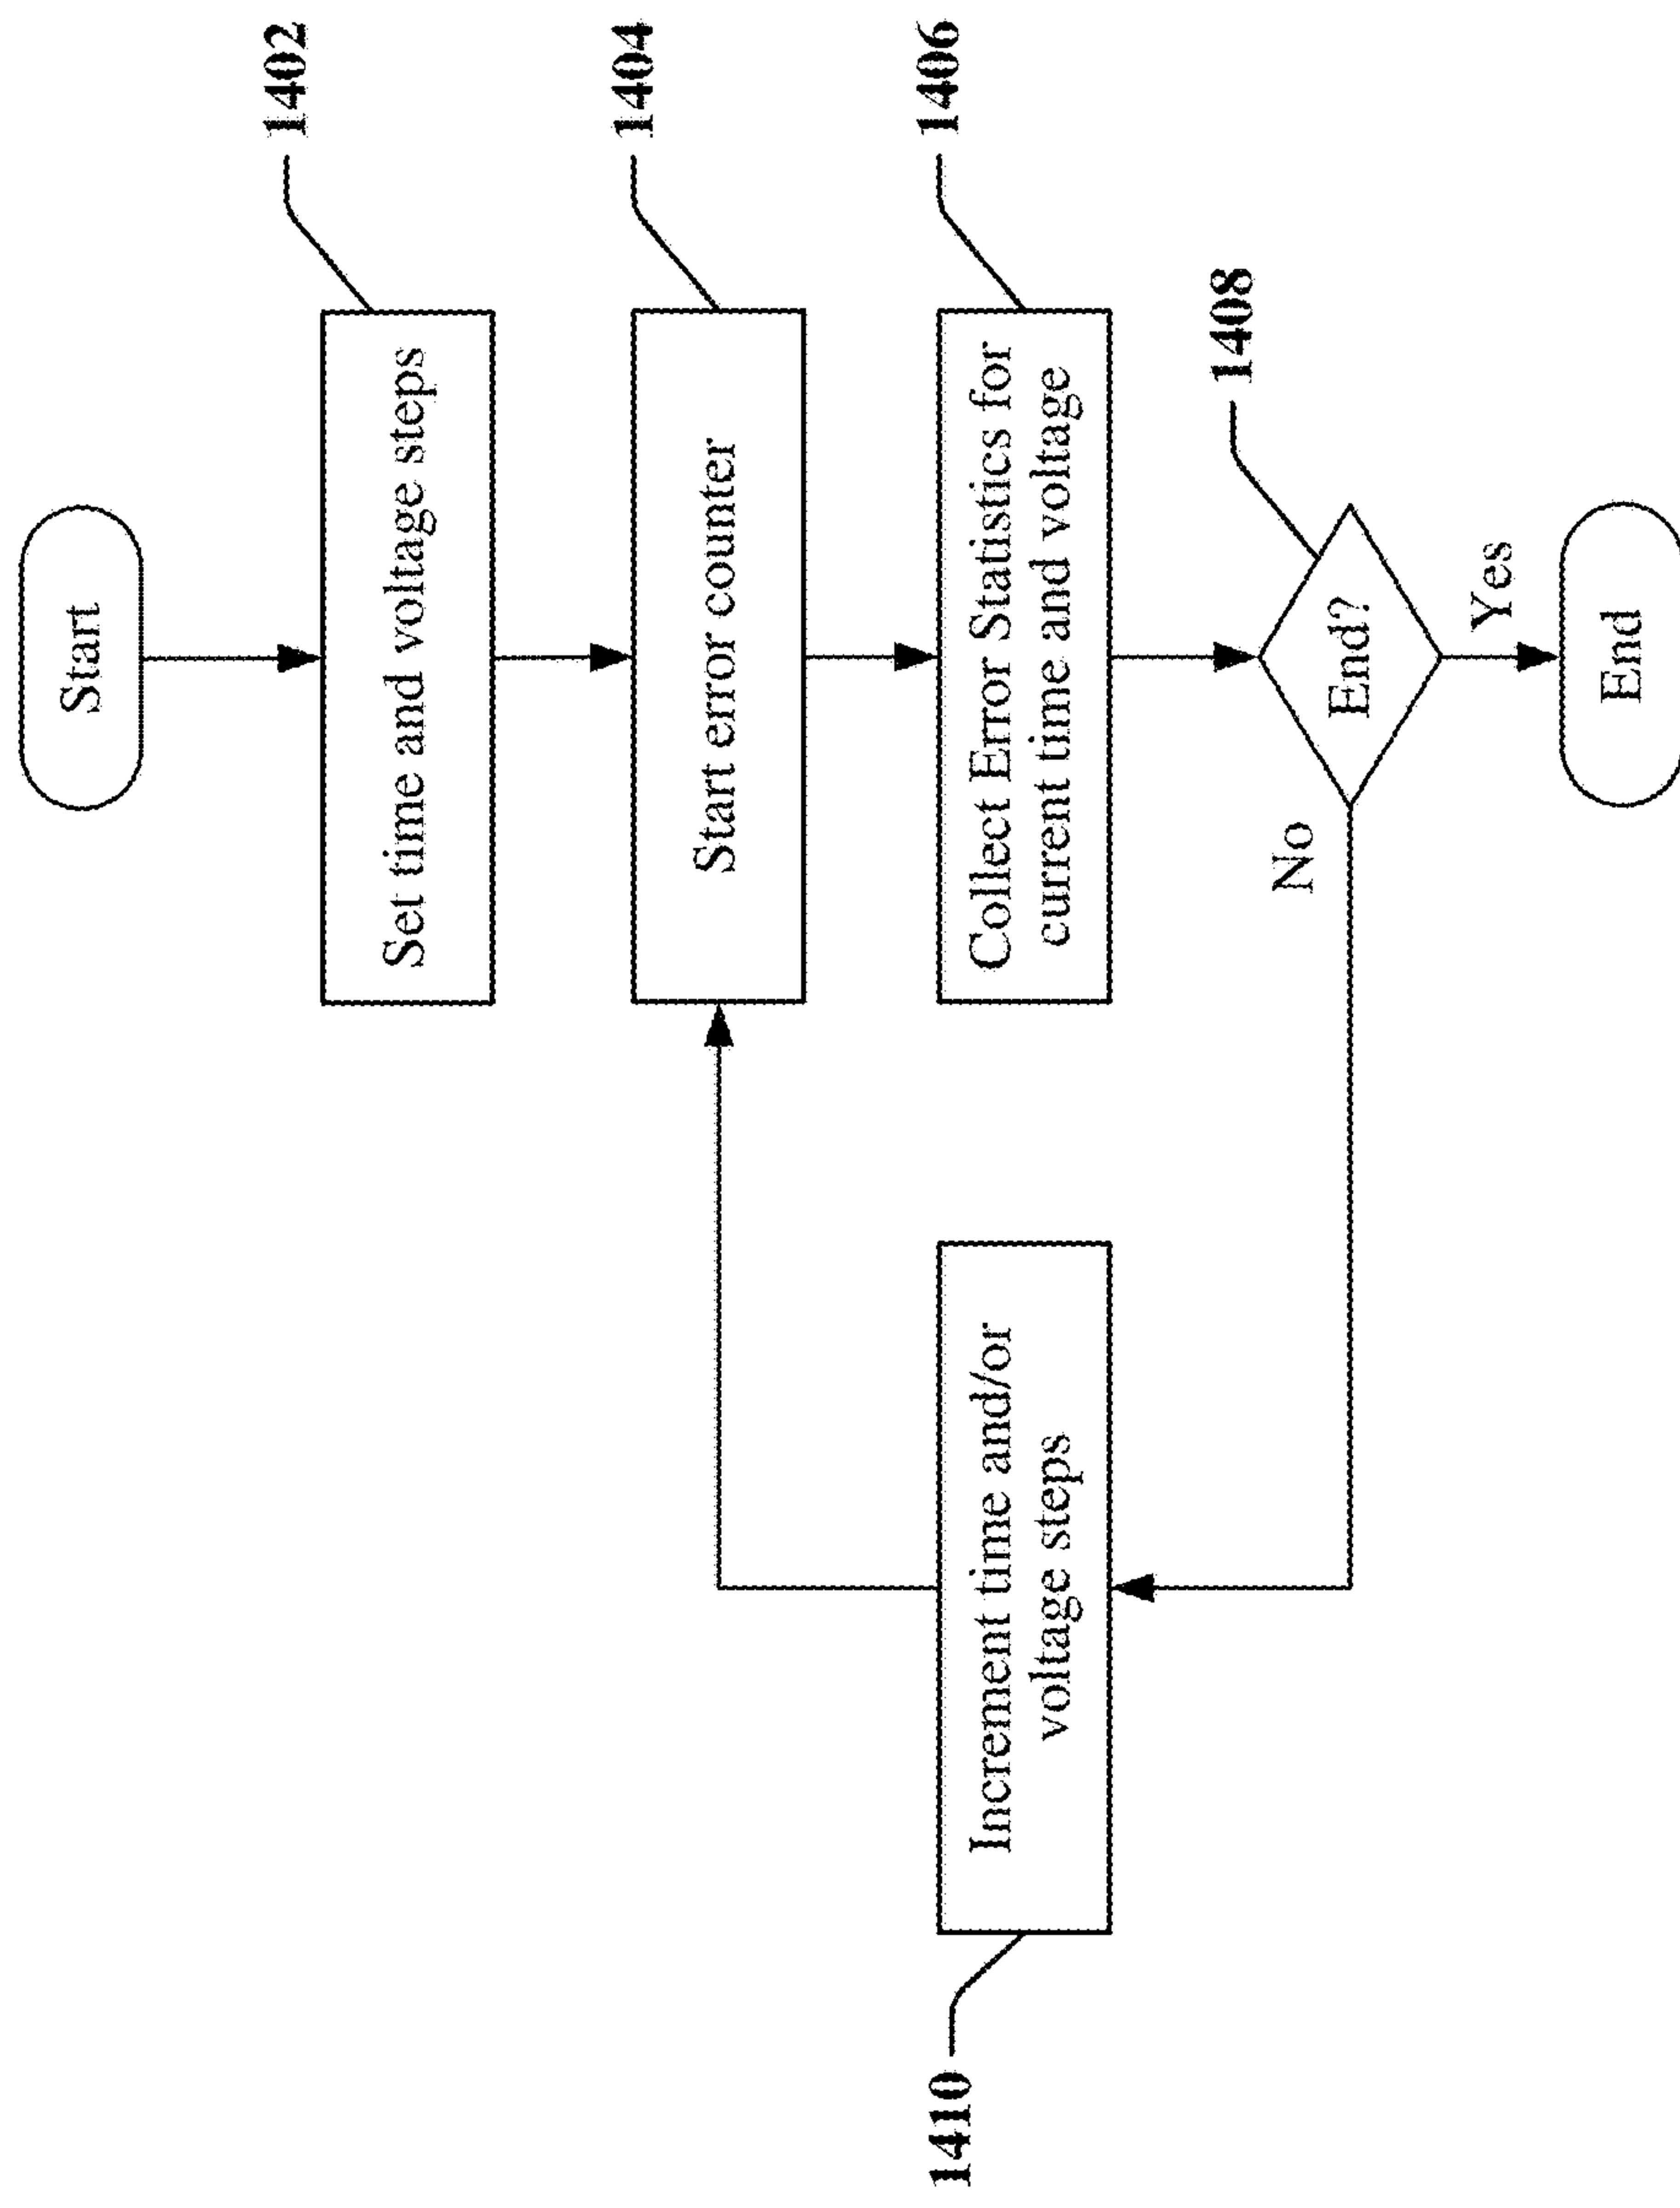 Start
Set time and voltage steps
1402
Start error counter
1404
Collect Error Statistics for
current time and voltage
1406
End?
1408
No
Yes
Increment time and/or
voltage steps
1410
End